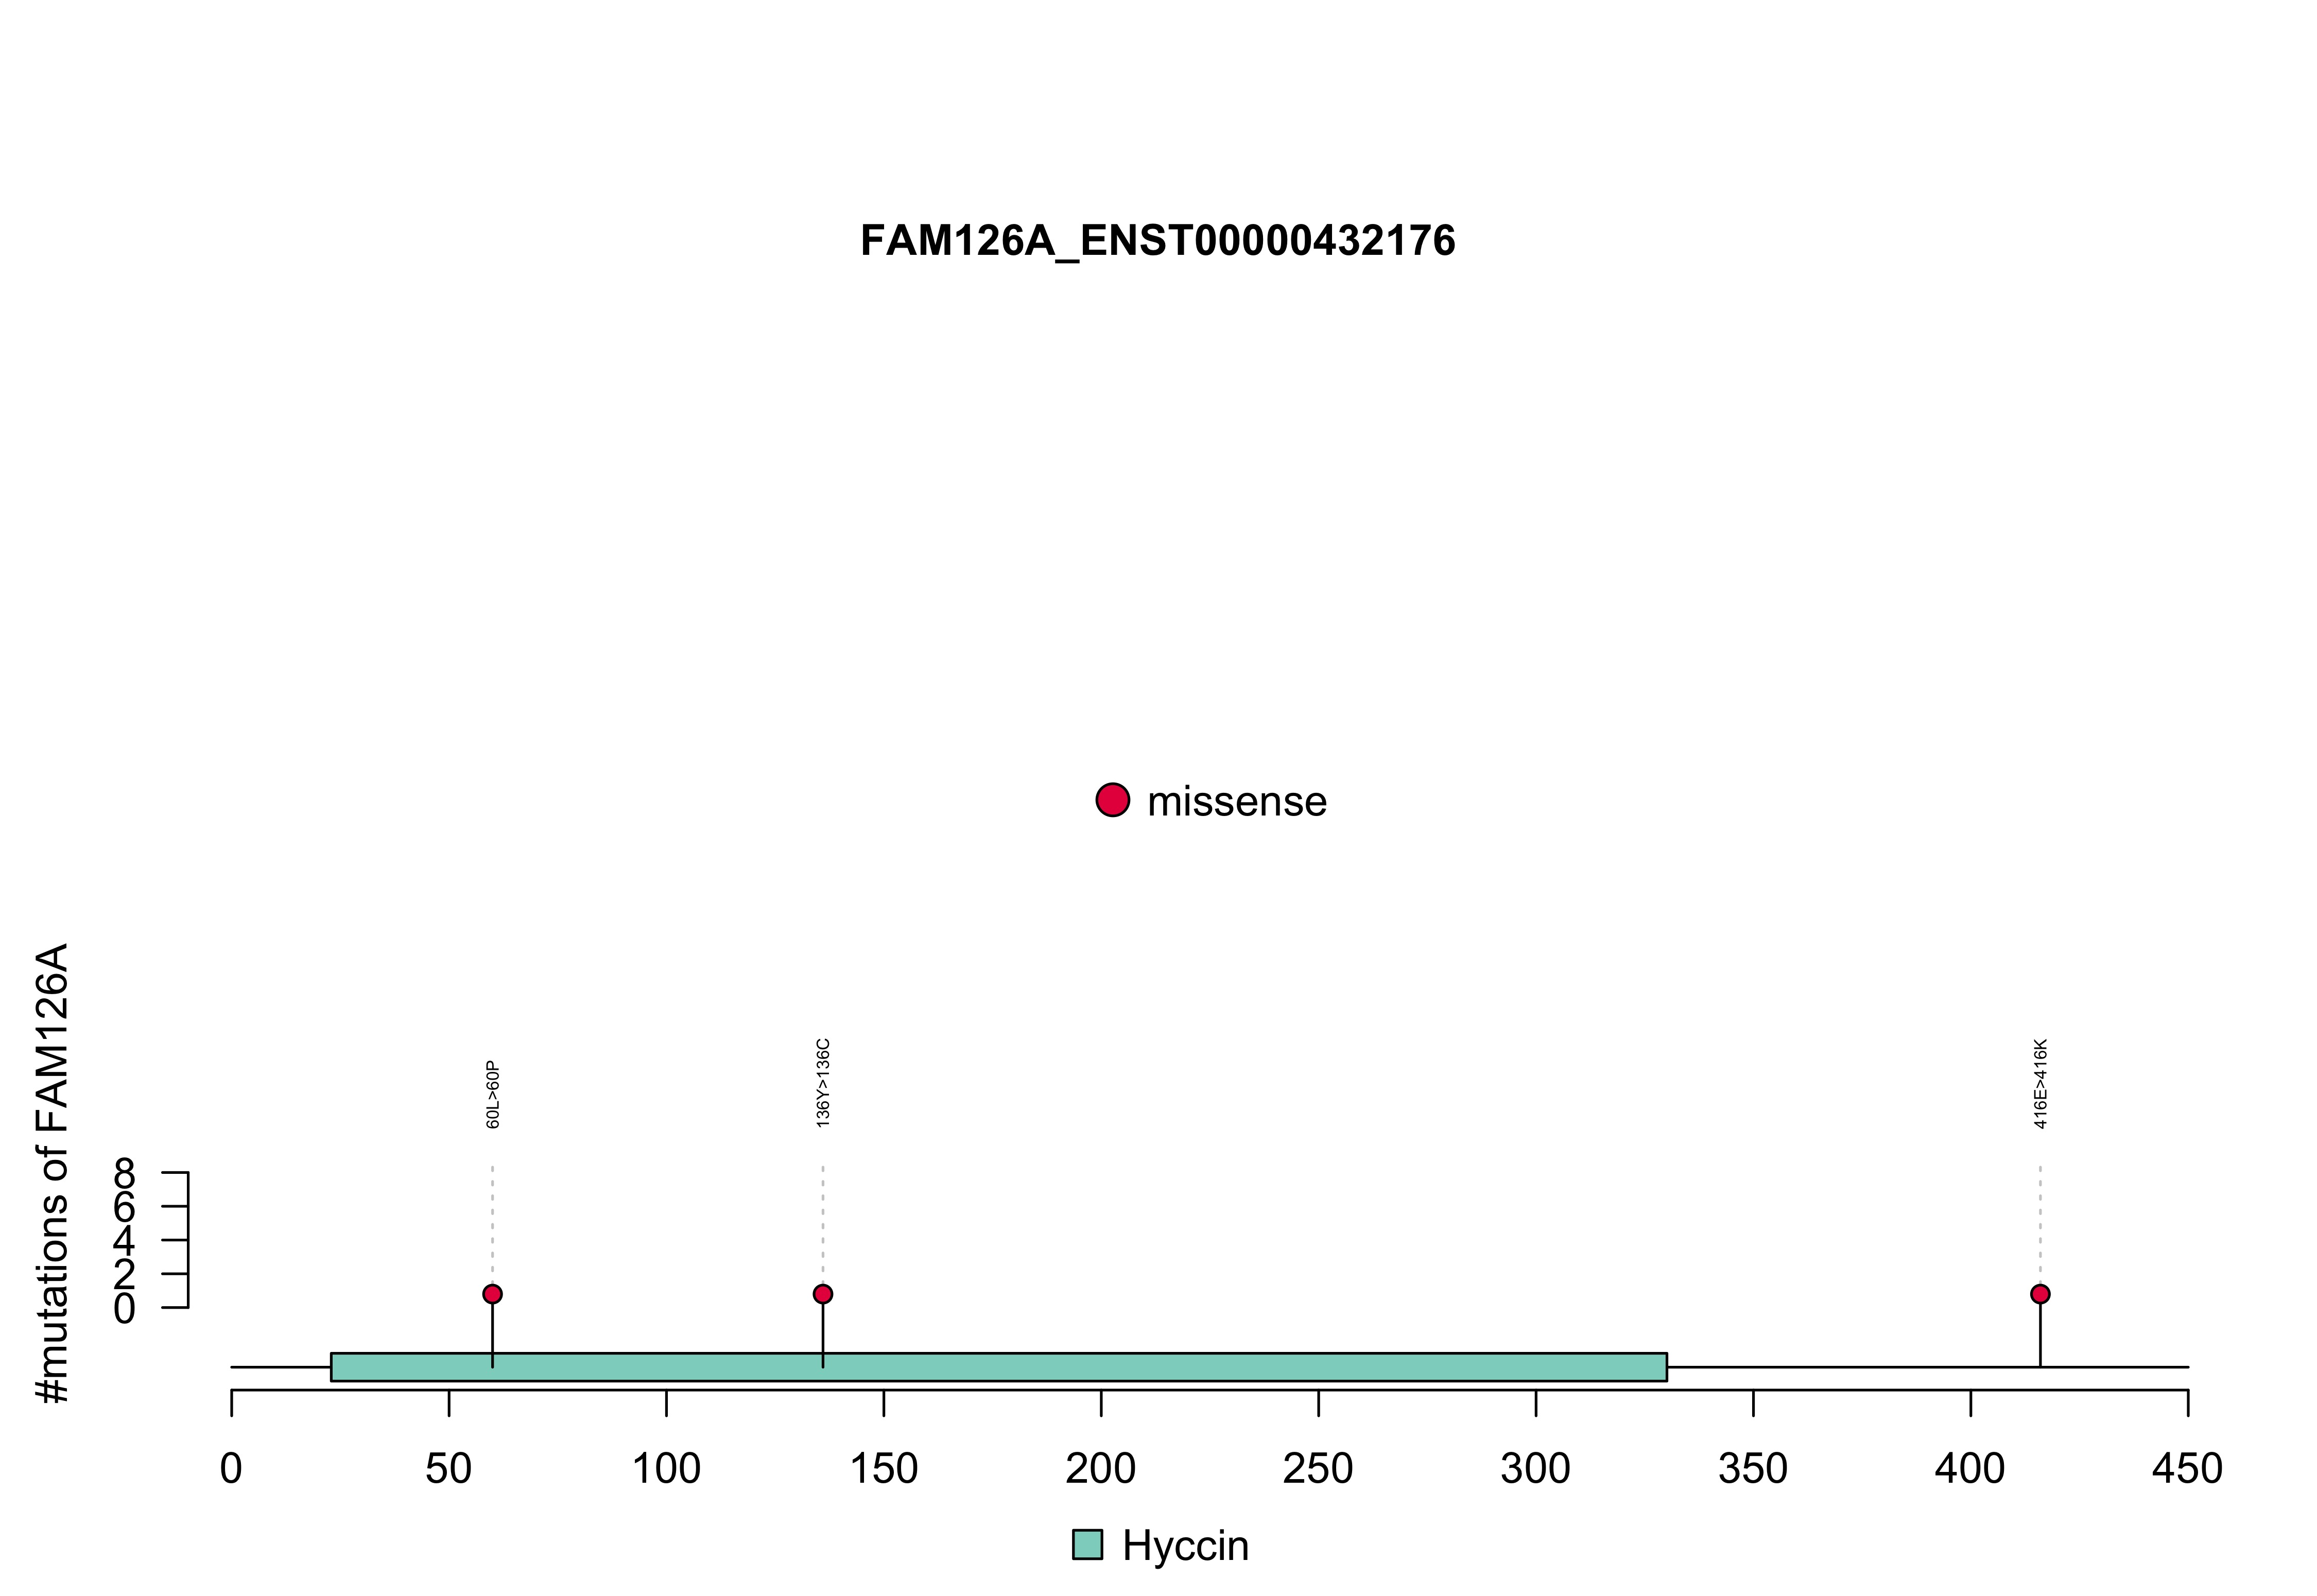 FAM126A_ENST00000432176
missense
#mutations of FAM126A
60L>60P
136Y>136C
416E>416K
8
6
4
2
0
0 50 100 150 200 250 300 350 400 450
Hyccin